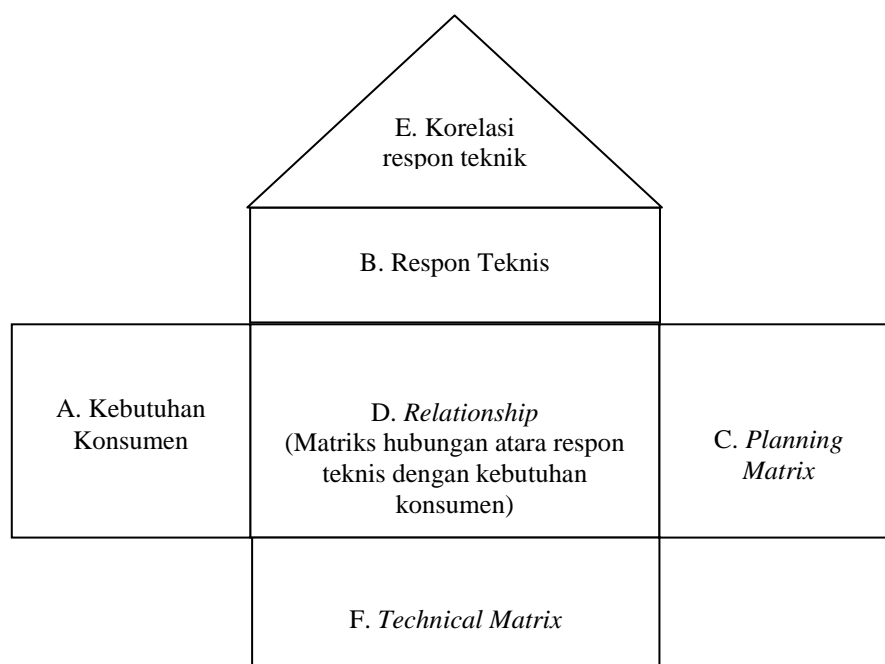 E. Korelasi
respon teknik
B. Respon Teknis
A. Kebutuhan
Konsumen
D. Relationship
(Matriks hubungan atara respon
teknis dengan kebutuhan
konsumen)
C. Planning
Matrix
F. Technical Matrix